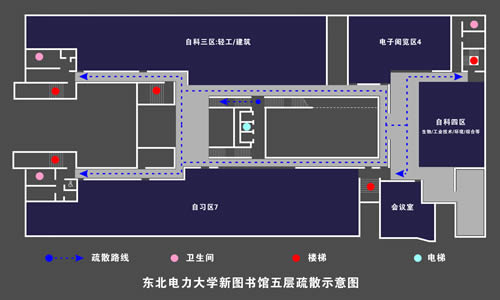 自科三区:轻工/建筑
电子阅览区4
自科四区
生物/工业技术/环境/综合等
自习区7
会议室
疏散路线
卫生间
楼梯
电梯
东北电力大学新图书馆五层疏散示意图